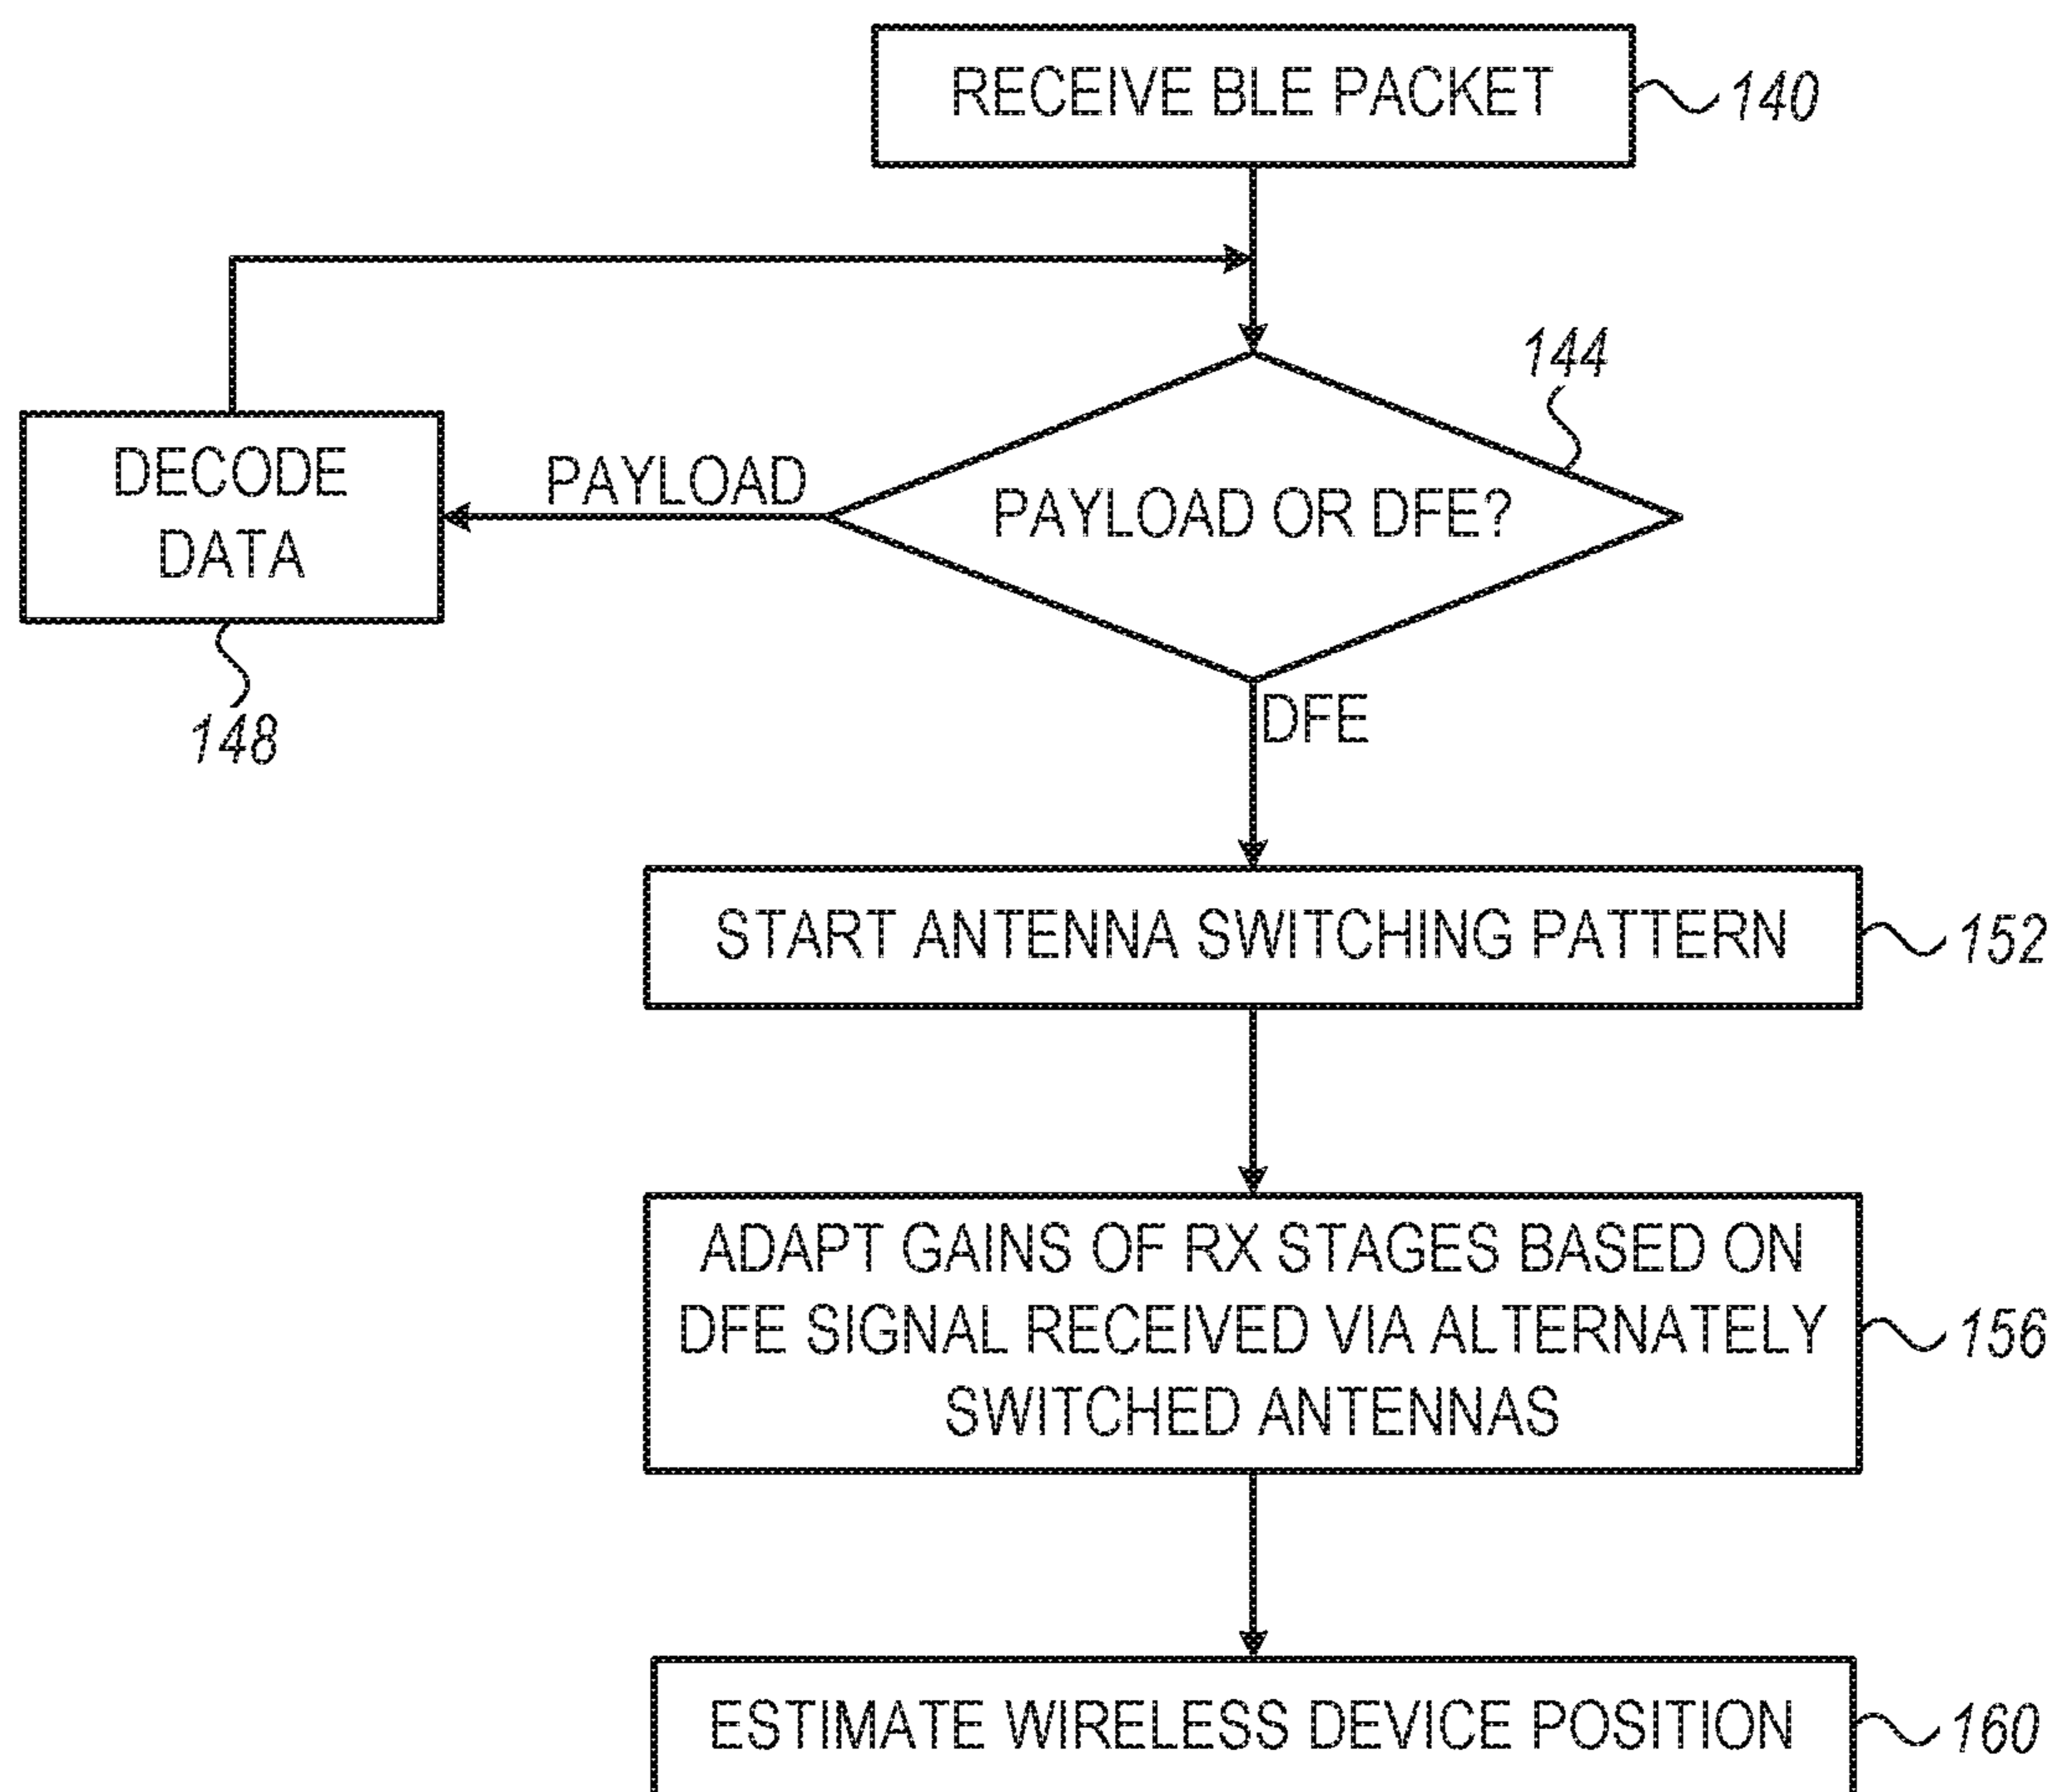 RECEIVE BLE PACKET
140
144
PAYLOAD OR DFE?
PAYLOAD
DECODE
DATA
148
DFE
START ANTENNA SWITCHING PATTERN
152
ADAPT GAINS OF RX STAGES BASED ON
DFE SIGNAL RECEIVED VIA ALTERNATELY
SWITCHED ANTENNAS
156
ESTIMATE WIRELESS DEVICE POSITION
160